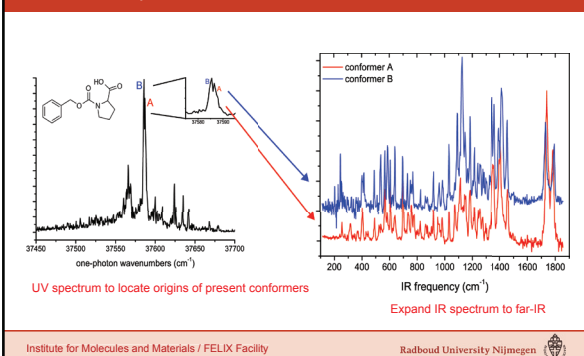 HO
O
O
N
O
B
A
B
A
37580
37590
37450
37500
37550
37600
37650
37700
one-photon wavenumbers (cm⁻¹)
UV spectrum to locate origins of present conformers
conformer A
conformer B
200
400
600
800
1000
1200
1400
1600
1800
IR frequency (cm⁻¹)
Expand IR spectrum to far-IR
Institute for Molecules and Materials / FELIX Facility
Radboud University Nijmegen